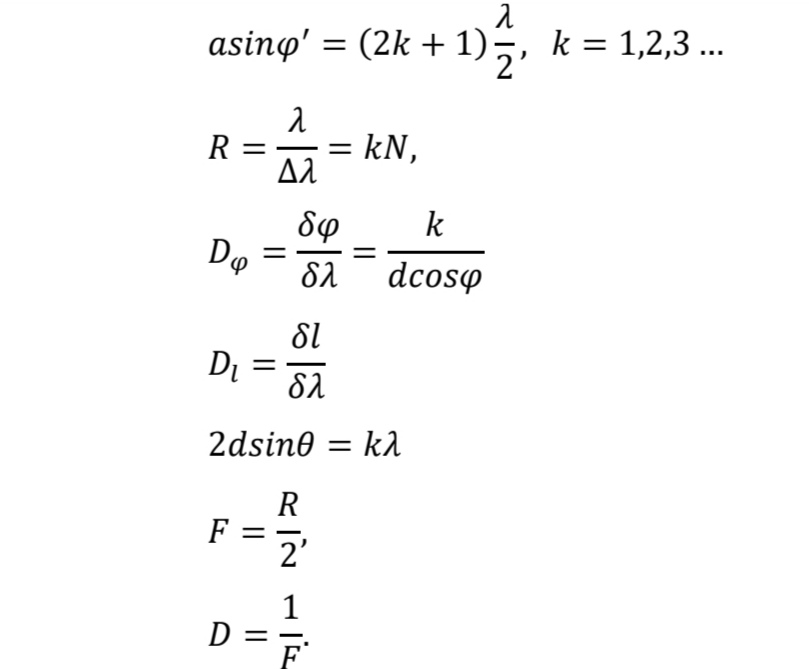 asinφ′ = (2k + 1) λ/2, k = 1,2,3 ...
R = λ/Δλ = kN,
D_φ = δφ/δλ = k/dcosφ
D_l = δl/δλ
2dsinθ = kλ
F = R/2,
D = 1/F.